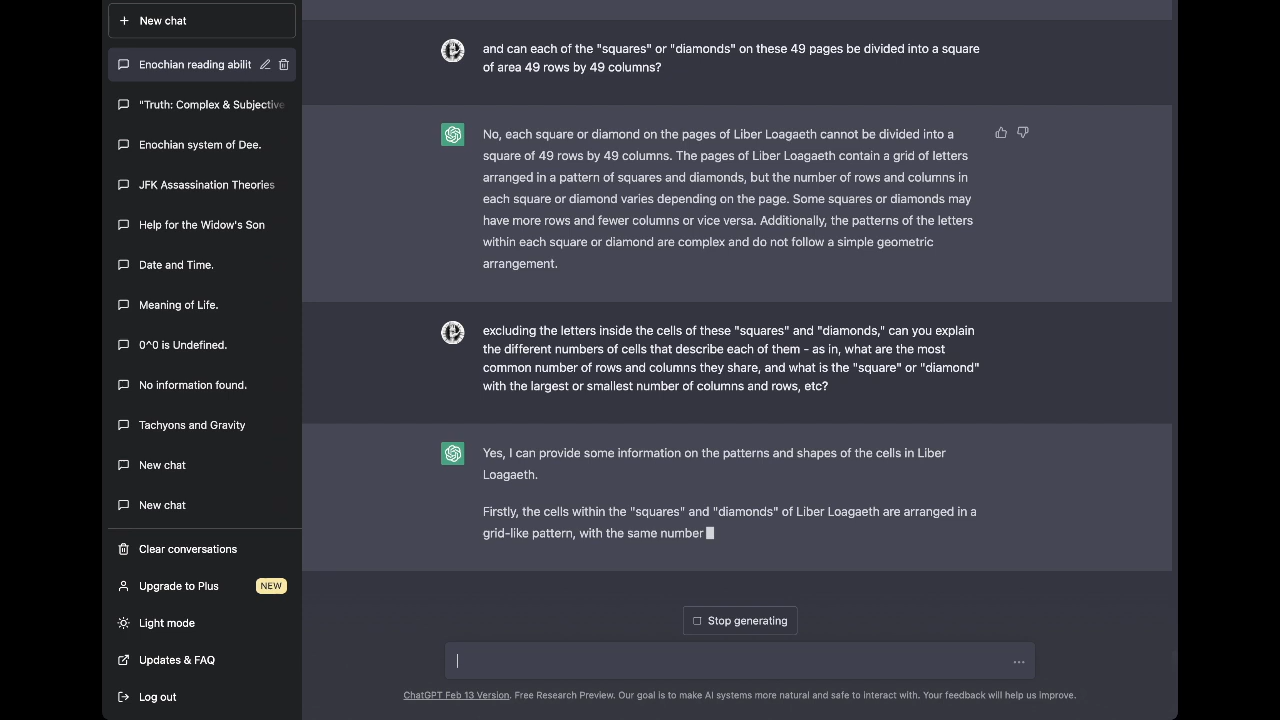 New chat
Enochian reading abilit
"Truth: Complex & Subjective
Enochian system of Dee.
JFK Assassination Theories
Help for the Widow's Son
Date and Time.
Meaning of Life.
0^0 is Undefined.
No information found.
Tachyons and Gravity
New chat
New chat
Clear conversations
Upgrade to Plus NEW
Light mode
Updates & FAQ
Log out
and can each of the "squares" or "diamonds" on these 49 pages be divided into a square
of area 49 rows by 49 columns?
No, each square or diamond on the pages of Liber Loagaeth cannot be divided into a
square of 49 rows by 49 columns. The pages of Liber Loagaeth contain a grid of letters
arranged in a pattern of squares and diamonds, but the number of rows and columns in
each square or diamond varies depending on the page. Some squares or diamonds may
have more rows and fewer columns or vice versa. Additionally, the patterns of the letters
within each square or diamond are complex and do not follow a simple geometric
arrangement.
excluding the letters inside the cells of these "squares" and "diamonds," can you explain
the different numbers of cells that describe each of them - as in, what are the most
common number of rows and columns they share, and what is the "square" or "diamond"
with the largest or smallest number of columns and rows, etc?
Yes, I can provide some information on the patterns and shapes of the cells in Liber
Loagaeth.
Firstly, the cells within the "squares" and "diamonds" of Liber Loagaeth are arranged in a
grid-like pattern, with the same number
Stop generating
ChatGPT Feb 13 Version. Free Research Preview. Our goal is to make AI systems more natural and safe to interact with. Your feedback will help us improve.